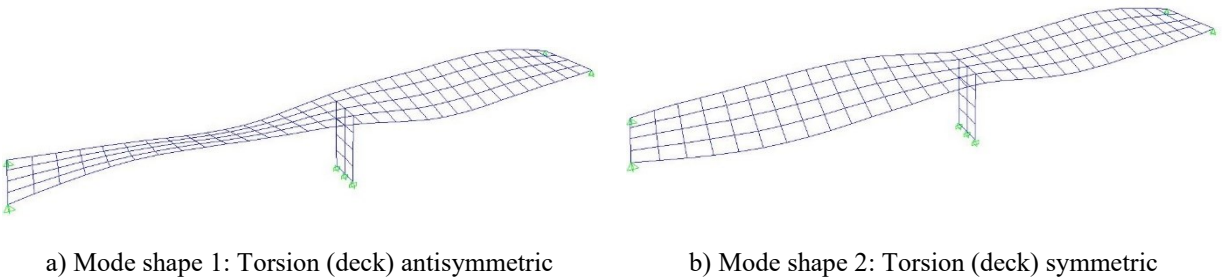 a) Mode shape 1: Torsion (deck) antisymmetric
b) Mode shape 2: Torsion (deck) symmetric